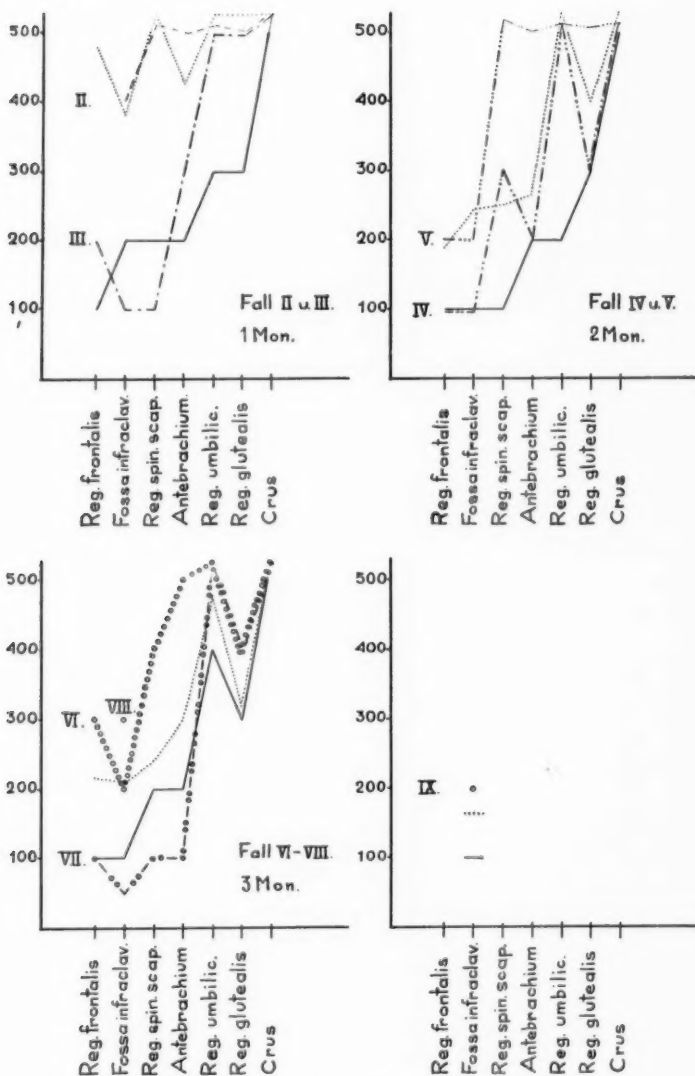 500
II.
400
300
III.
200
100
Fall II u III.
1 Mon.
Reg. frontalis
Fossa infraclav.
Reg. spin. scap.
Antebrachium.
Reg. umbilic.
Reg. glutealis
Crus
500
400
300
V.
200
IV.
100
Fall IV u. V.
2 Mon.
Reg. frontalis
Fossa infraclav.
Reg. spin. scap.
Antebrachium
Reg. umbilic.
Reg. glutealis
Crus
500
400
300
VI.
VIII.
200
100
VII.
Fall VI-VIII.
3 Mon.
Reg. frontalis
Fossa infraclav.
Reg. spin. scap.
Antebrachium
Reg. umbilic.
Reg. glutealis
Crus
500
400
300
200
IX.
100
Reg. frontalis
Fossa infraclav.
Reg. spin. scap.
Antebrachium
Reg. umbilic.
Reg. glutealis
Crus